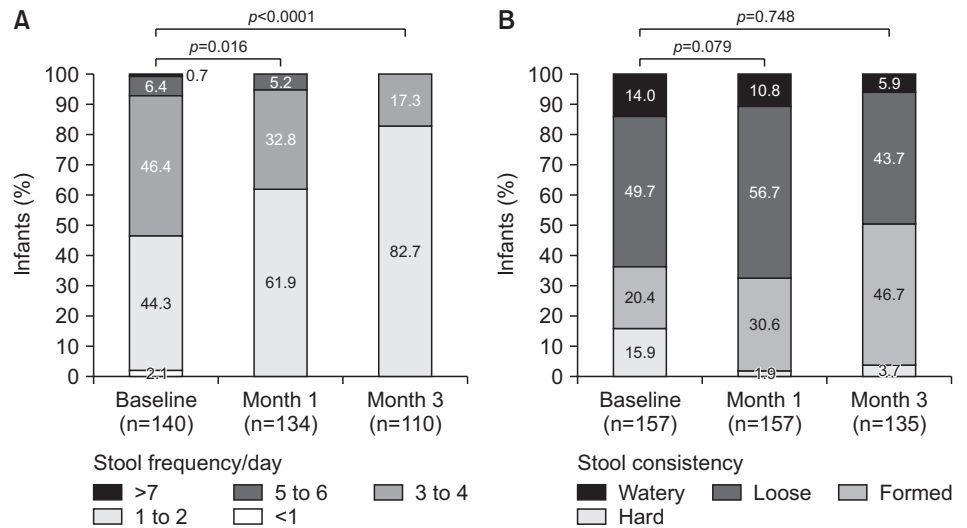 A
p<0.0001
p=0.016
Infants (%)
100
90
80
70
60
50
40
30
20
10
0
0.7
6.4
46.4
44.3
2.1
5.2
32.8
61.9
17.3
82.7
Baseline
(n=140)
Month 1
(n=134)
Month 3
(n=110)
Stool frequency/day
>7
5 to 6
3 to 4
1 to 2
<1
B
p=0.748
p=0.079
Infants (%)
100
90
80
70
60
50
40
30
20
10
0
14.0
49.7
20.4
15.9
10.8
56.7
30.6
1.9
5.9
43.7
46.7
3.7
Baseline
(n=157)
Month 1
(n=157)
Month 3
(n=135)
Stool consistency
Watery
Loose
Formed
Hard